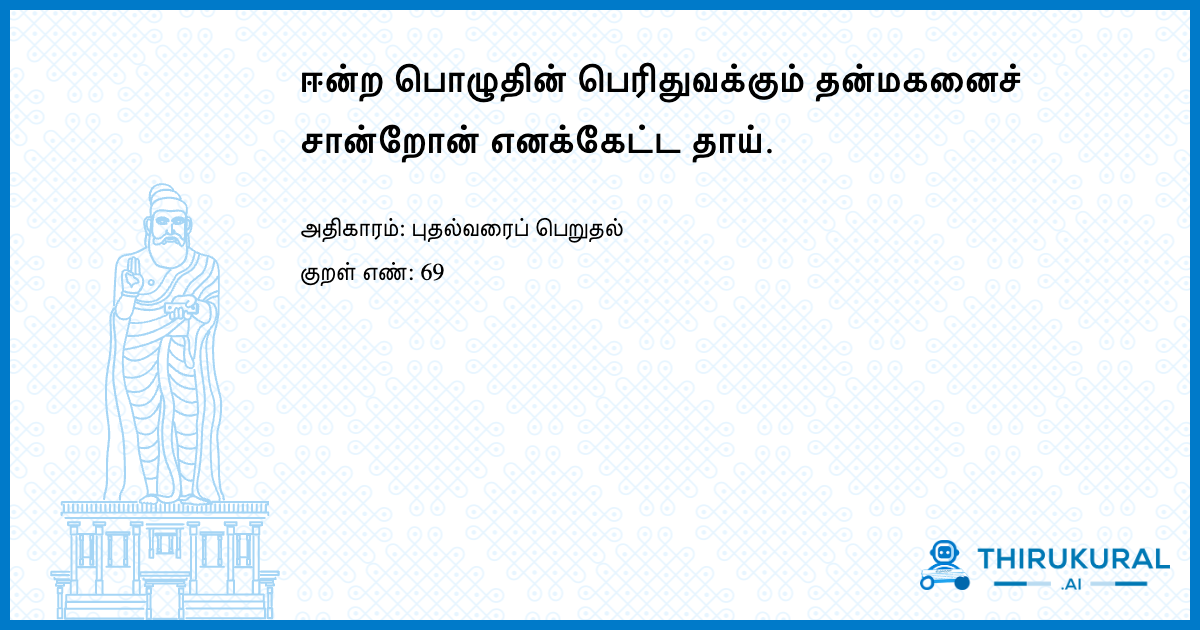 ஈன்ற பொழுதின் பெரிதுவக்கும் தன்மகனைச்
சான்றோன் எனக்கேட்ட தாய்.
அதிகாரம்: புதல்வரைப் பெறுதல்
குறள் எண்: 69
THIRUKURAL
.AI